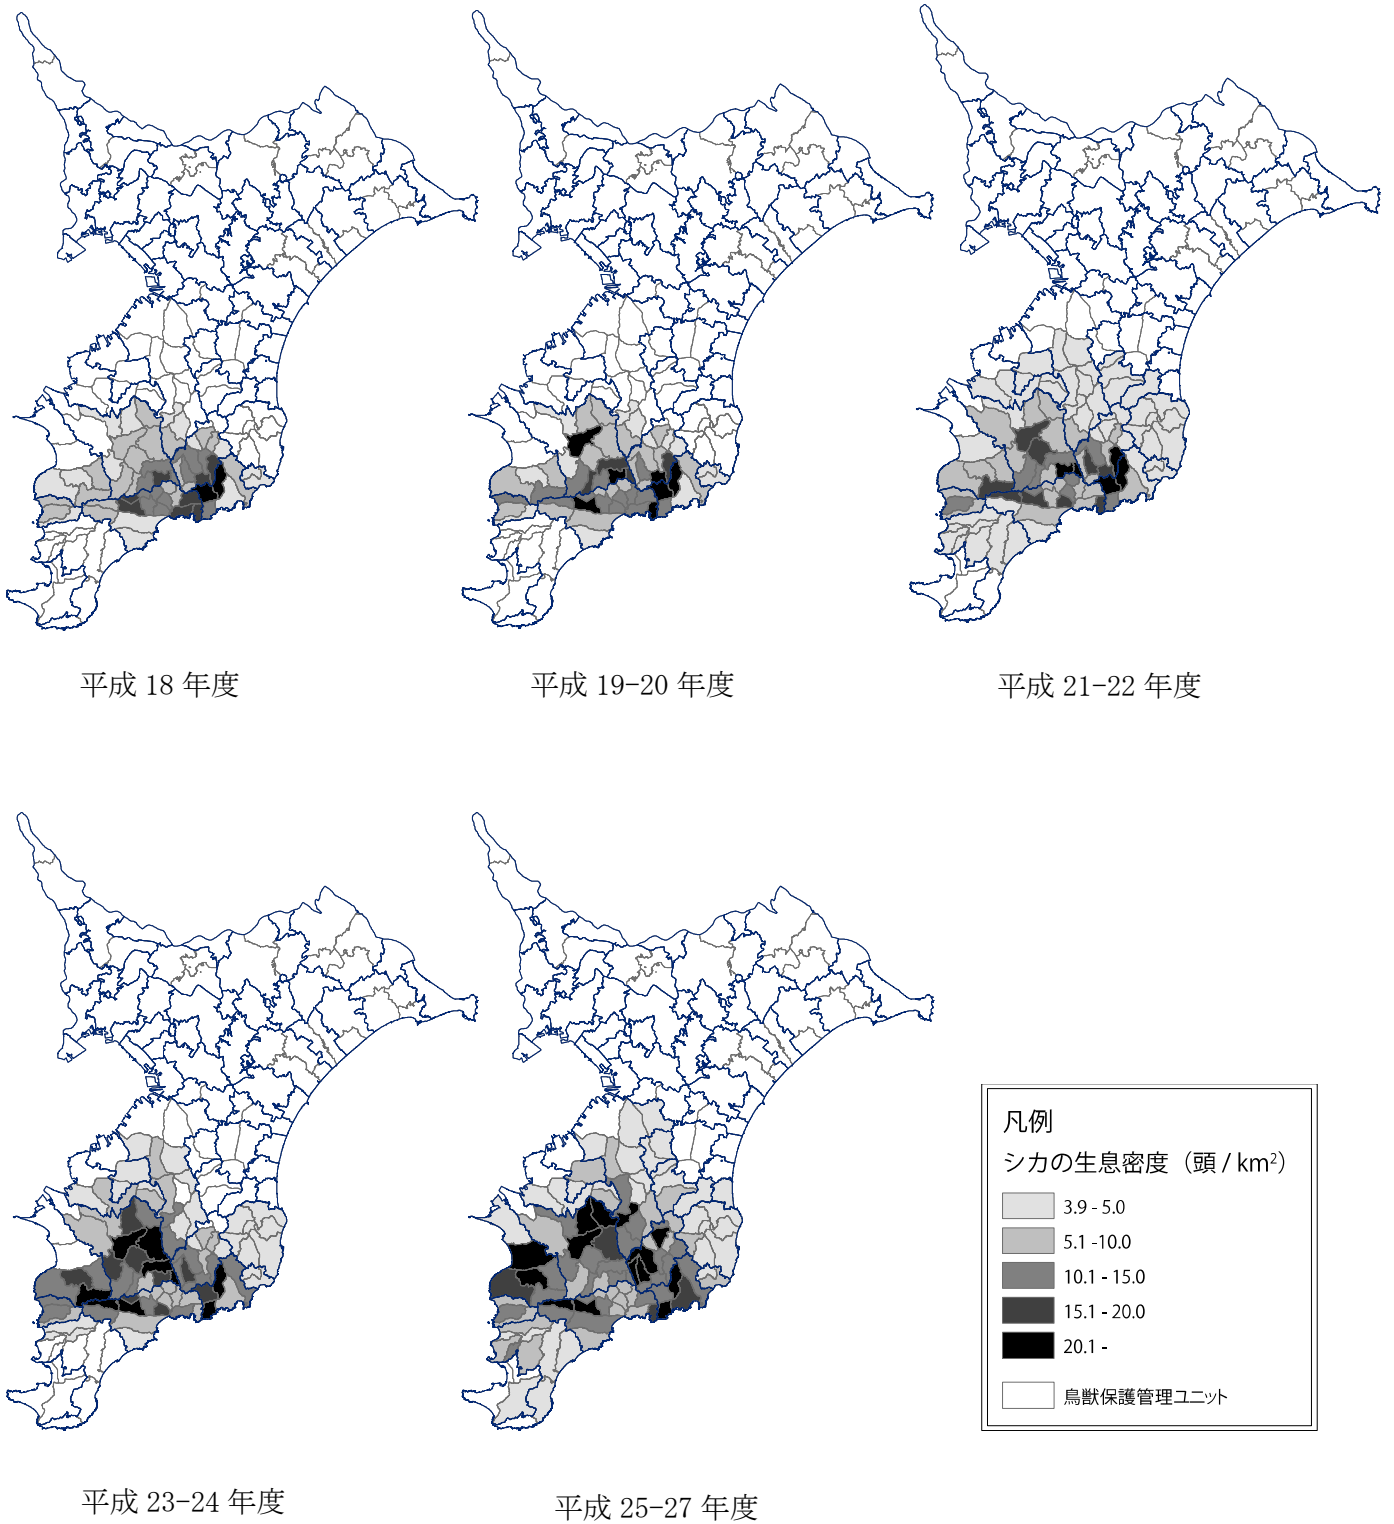 平成 18 年度
平成 19-20 年度
平成 21-22 年度
平成 23-24 年度
平成 25-27 年度
凡例
シカの生息密度（頭 / km²）
3.9 - 5.0
5.1 -10.0
10.1 - 15.0
15.1 - 20.0
20.1 -
鳥獣保護管理ユニット